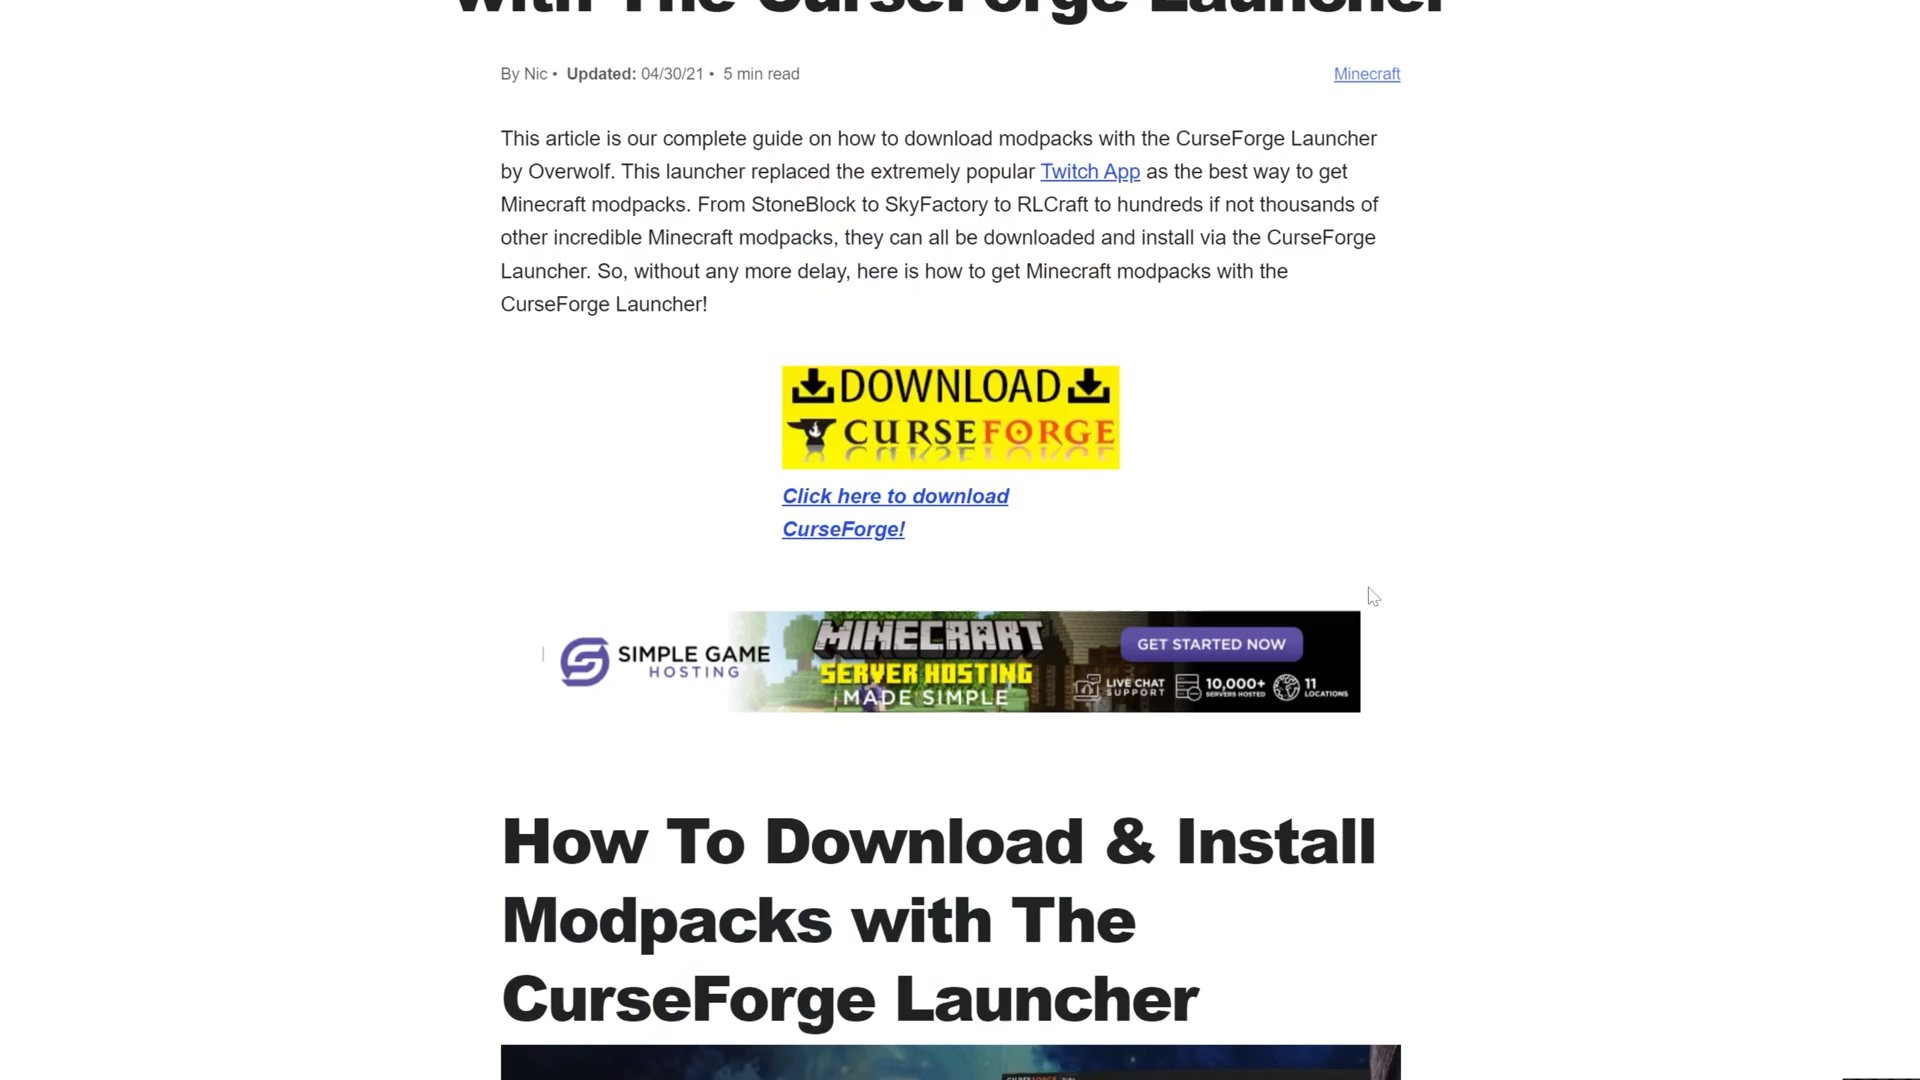 with The CurseForge Launcher
By Nic • Updated: 04/30/21 • 5 min read
Minecraft
This article is our complete guide on how to download modpacks with the CurseForge Launcher
by Overwolf. This launcher replaced the extremely popular Twitch App as the best way to get
Minecraft modpacks. From StoneBlock to SkyFactory to RLCraft to hundreds if not thousands of
other incredible Minecraft modpacks, they can all be downloaded and install via the CurseForge
Launcher. So, without any more delay, here is how to get Minecraft modpacks with the
CurseForge Launcher!
DOWNLOAD
CURSEFORGE
Click here to download
CurseForge!
SIMPLE GAME
HOSTING
MINECRAFT
SERVER HOSTING
MADE SIMPLE
GET STARTED NOW
LIVE CHAT
SUPPORT
10,000+
SERVERS HOSTED
11
LOCATIONS
How To Download & Install
Modpacks with The
CurseForge Launcher